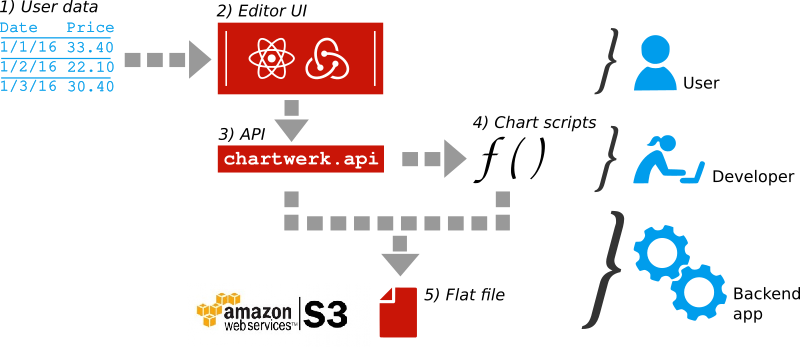 1) User data
Date Price
1/1/16 33.40
1/2/16 22.10
1/3/16 30.40
2) Editor UI
User
3) API
chartwerk.api
4) Chart scripts
f()
Developer
5) Flat file
amazon
webservices™
S3
Backend
app